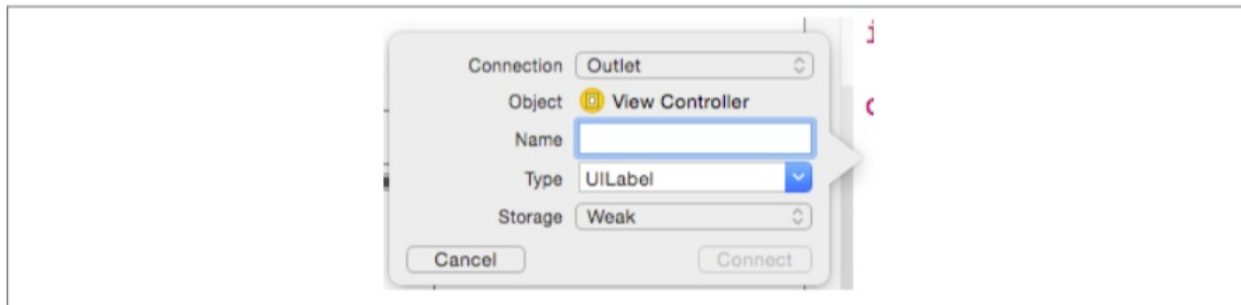 Connection Outlet
Object View Controller
Name
Type UILabel
Storage Weak
Cancel Connect